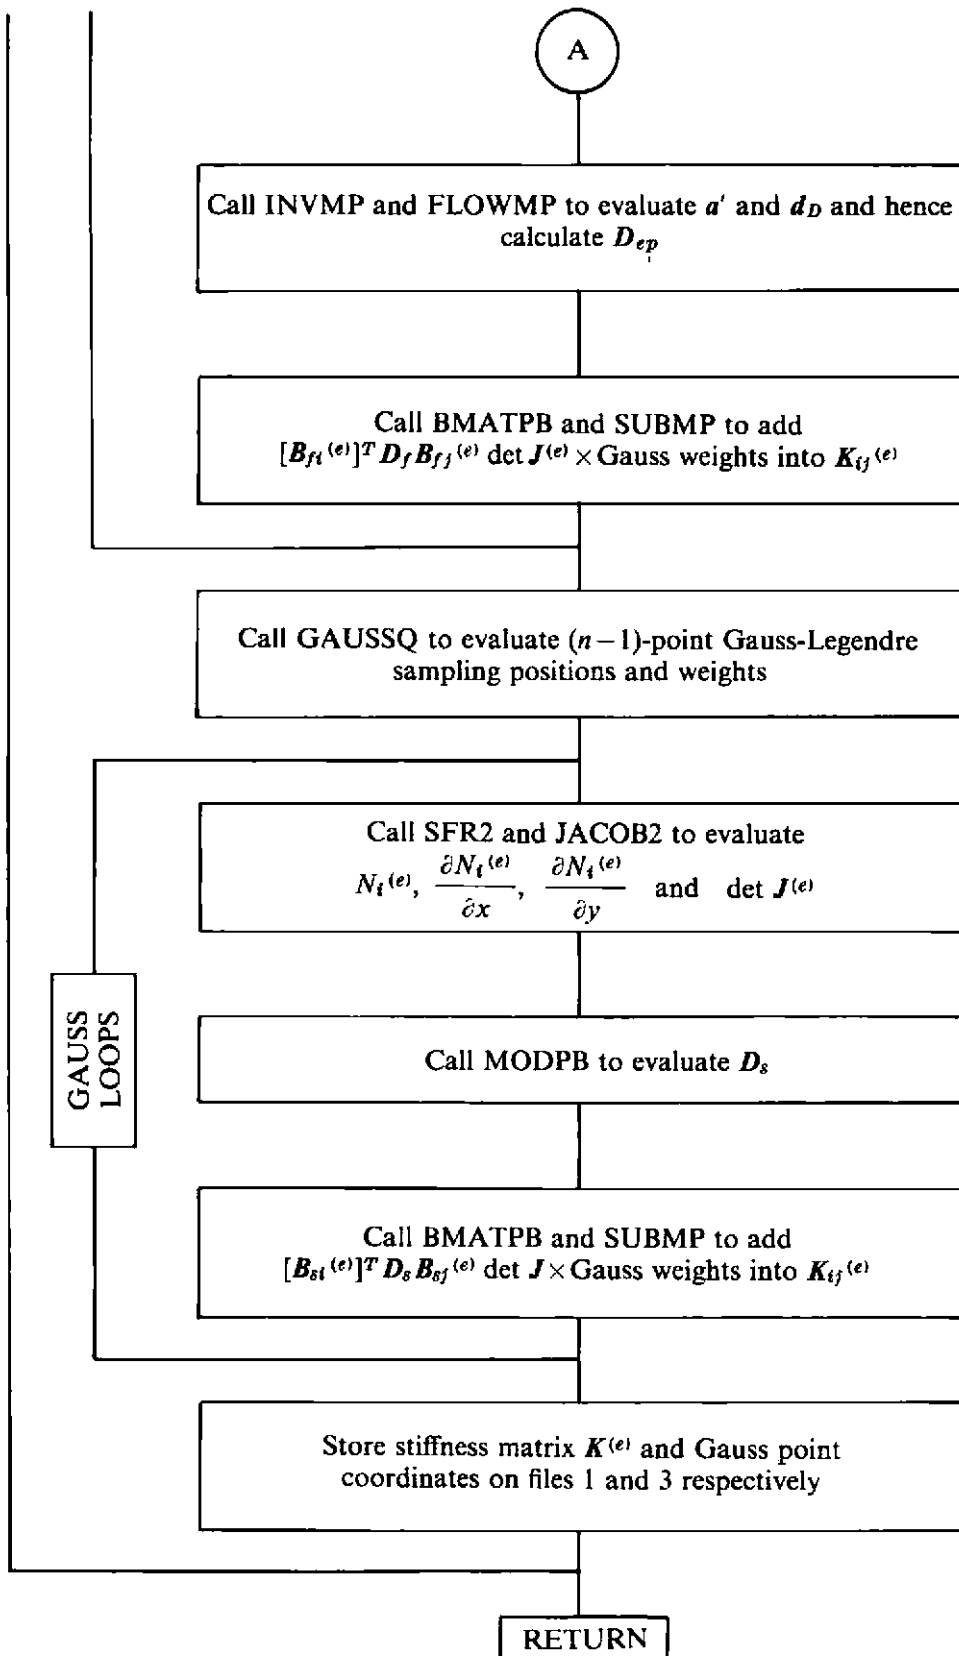 A
Call INVMP and FLOWMP to evaluate a' and d_D and hence
calculate D_ep
Call BMATPB and SUBMP to add
[B_fi^(e)]^T D_f B_fj^(e) det J^(e) × Gauss weights into K_ij^(e)
Call GAUSSQ to evaluate (n−1)-point Gauss-Legendre
sampling positions and weights
Call SFR2 and JACOB2 to evaluate
N_i^(e), ∂N_i^(e)/∂x, ∂N_i^(e)/∂y and det J^(e)
GAUSS
LOOPS
Call MODPB to evaluate D_s
Call BMATPB and SUBMP to add
[B_si^(e)]^T D_s B_sj^(e) det J × Gauss weights into K_ij^(e)
Store stiffness matrix K^(e) and Gauss point
coordinates on files 1 and 3 respectively
RETURN